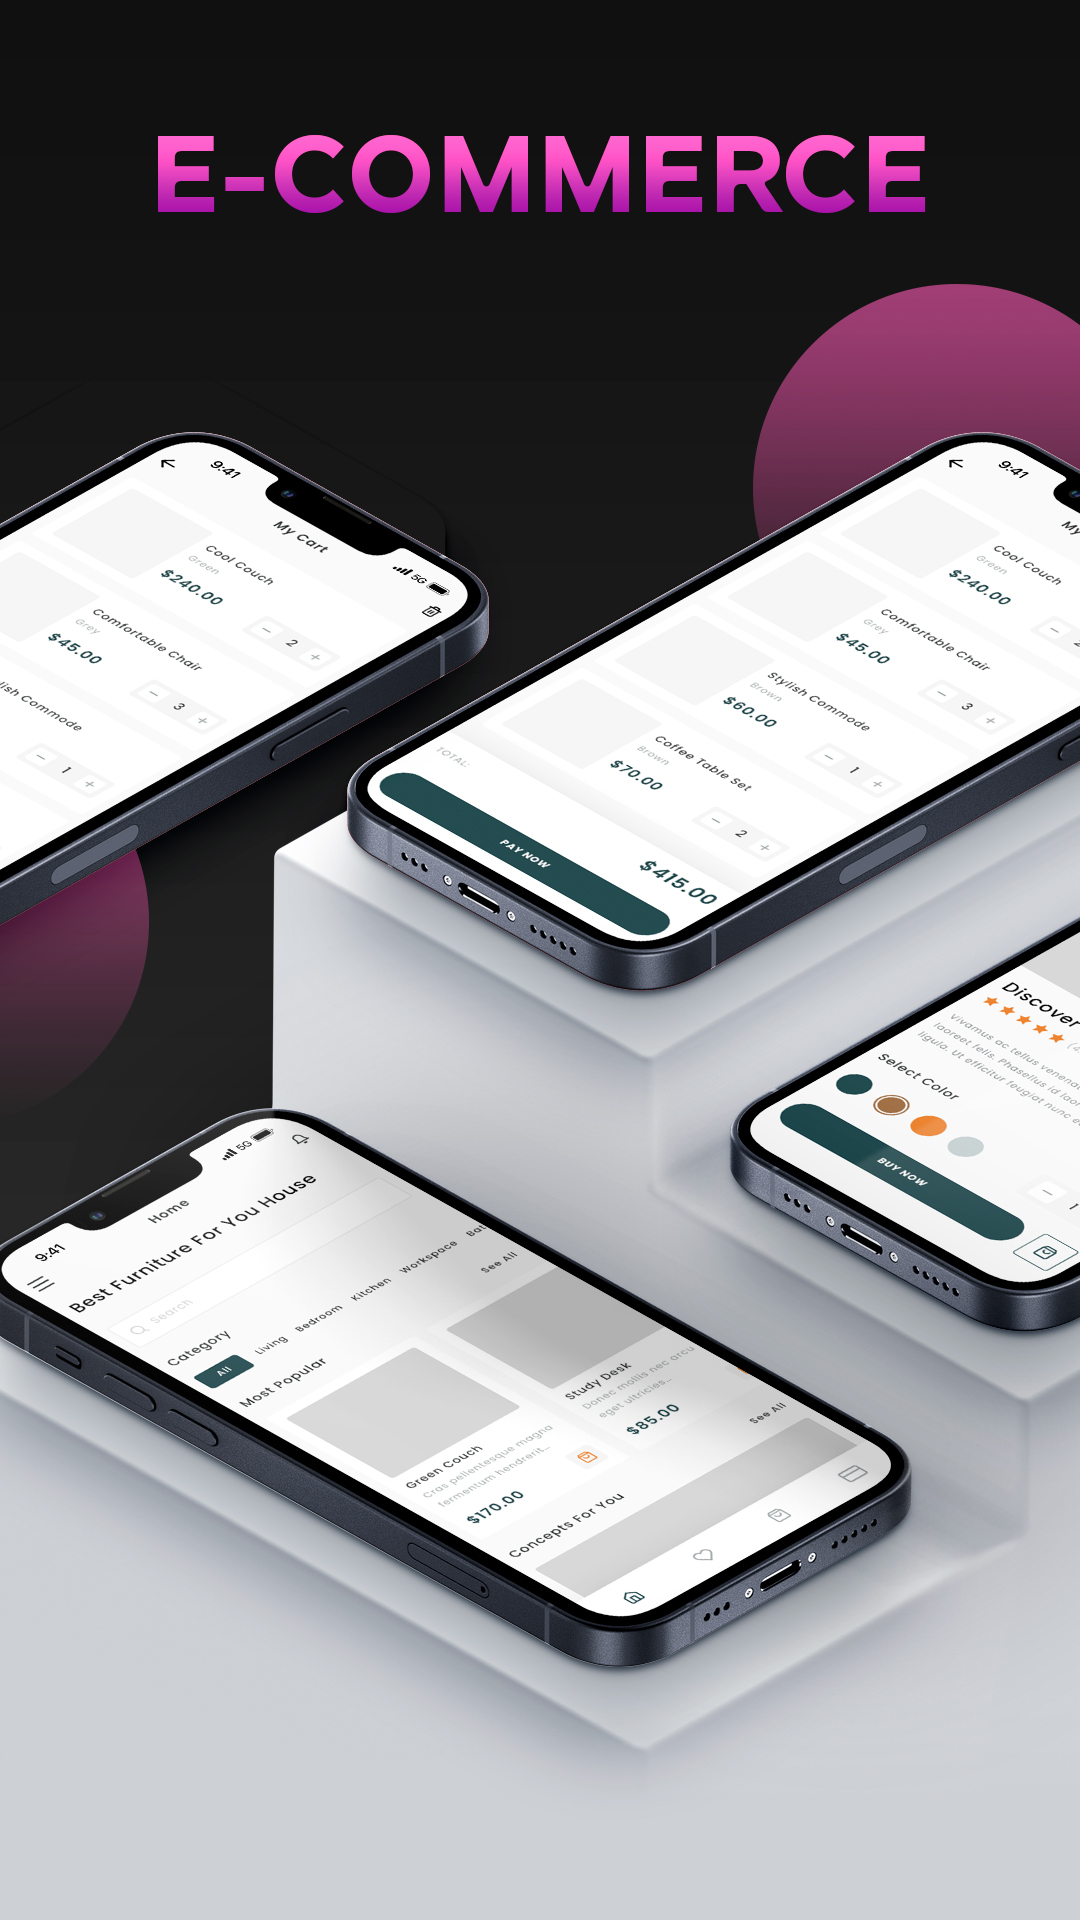 E-COMMERCE
9:41
5G
My Cart
Cool Couch
Green
$240.00
2
Comfortable Chair
Grey
$45.00
3
Commode
1
9:41
Cool Couch
Green
$240.00
Comfortable Chair
Grey
$45.00
3
Stylish Commode
Brown
$60.00
1
Coffee Table Set
Brown
$70.00
2
TOTAL:
$415.00
PAY NOW
Discover
Vivamus ac tellus
laoreet felis. Phasellus id
ligula. Ut efficitur feugiat nunc
Select Color
BUY NOW
1
9:41
5G
Home
Best Furniture For You House
Search
Category
All
Living
Bedroom
Kitchen
Workspace
Most Popular
See All
Green Couch
Cras pellentesque magna
fermentum hendrerit...
$170.00
Study Desk
Donec mollis nec arcu
eget ultricies...
$85.00
Concepts For You
See All